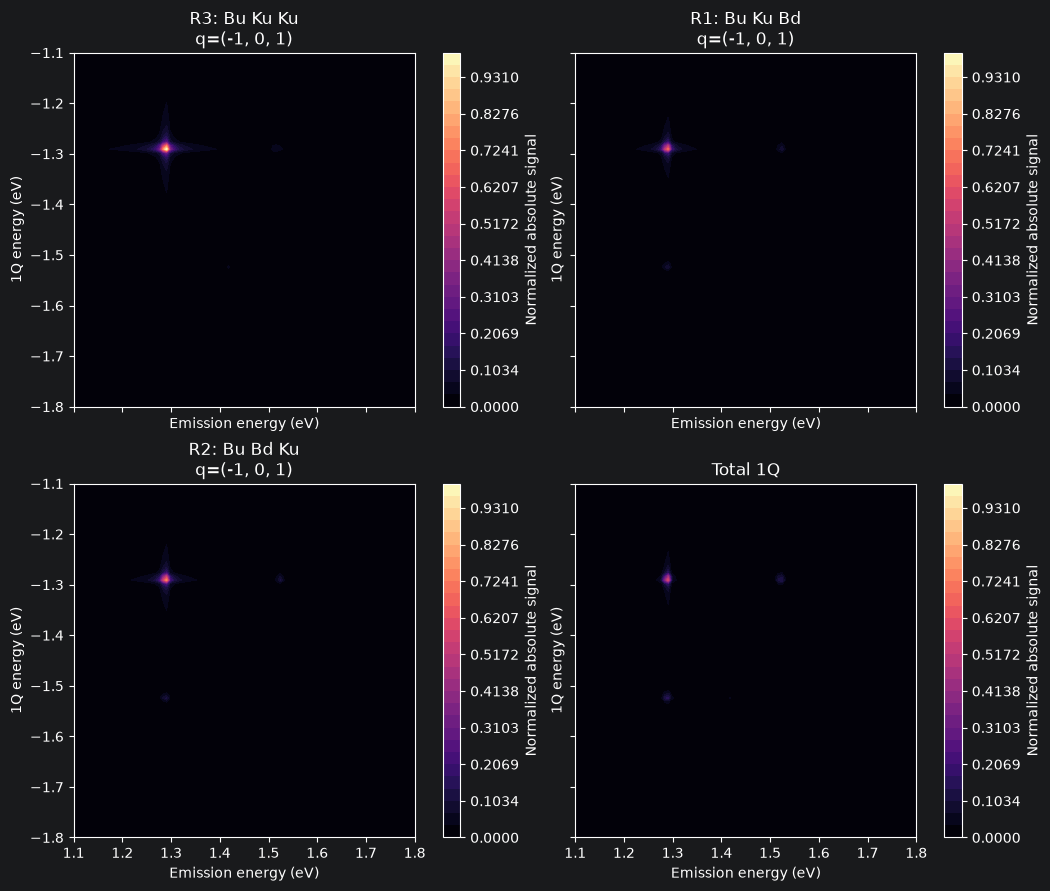 R3: Bu Ku Ku
q=(-1, 0, 1)
−1.1
−1.2
−1.3
−1.4
−1.5
−1.6
−1.7
−1.8
1Q energy (eV)
Emission energy (eV)
0.9310
0.8276
0.7241
0.6207
0.5172
0.4138
0.3103
0.2069
0.1034
0.0000
Normalized absolute signal
R1: Bu Ku Bd
q=(-1, 0, 1)
1Q energy (eV)
Emission energy (eV)
0.9310
0.8276
0.7241
0.6207
0.5172
0.4138
0.3103
0.2069
0.1034
0.0000
Normalized absolute signal
R2: Bu Bd Ku
q=(-1, 0, 1)
−1.1
−1.2
−1.3
−1.4
−1.5
−1.6
−1.7
−1.8
1Q energy (eV)
1.1 1.2 1.3 1.4 1.5 1.6 1.7 1.8
Emission energy (eV)
0.9310
0.8276
0.7241
0.6207
0.5172
0.4138
0.3103
0.2069
0.1034
0.0000
Normalized absolute signal
Total 1Q
1Q energy (eV)
1.1 1.2 1.3 1.4 1.5 1.6 1.7 1.8
Emission energy (eV)
0.9310
0.8276
0.7241
0.6207
0.5172
0.4138
0.3103
0.2069
0.1034
0.0000
Normalized absolute signal